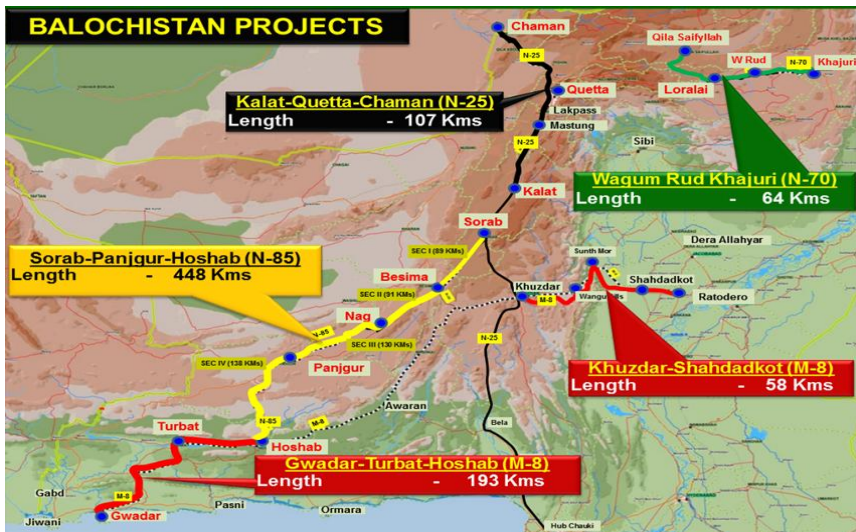 BALOCHISTAN PROJECTS
Chaman
Qila Saifyllah
W Rud
N-70
Khajuri
Loralai
N-25
Quetta
Kalat-Quetta-Chaman (N-25)
Length - 107 Kms
Lakpass
Mastung
N-25
Sibi
Kalat
Wagum Rud Khajuri (N-70)
Length - 64 Kms
Sorab
SEC I (89 KMs)
Dera Allahyar
Sunth Mor
Sorab-Panjgur-Hoshab (N-85)
Length - 448 Kms
Besima
SEC II (91 KMs)
Khuzdar
M-8
Shahdadkot
Ratodero
Nag
N-85
SEC III (130 KMs)
N-25
SEC IV (138 KMs)
Panjgur
Khuzdar-Shahdadkot (M-8)
Length - 58 Kms
Awaran
M-8
N-85
Bela
Turbat
Hoshab
Gwadar-Turbat-Hoshab (M-8)
Length - 193 Kms
Gabd
M-8
Pasni
Ormara
Jiwani
Gwadar
Hub Chauki